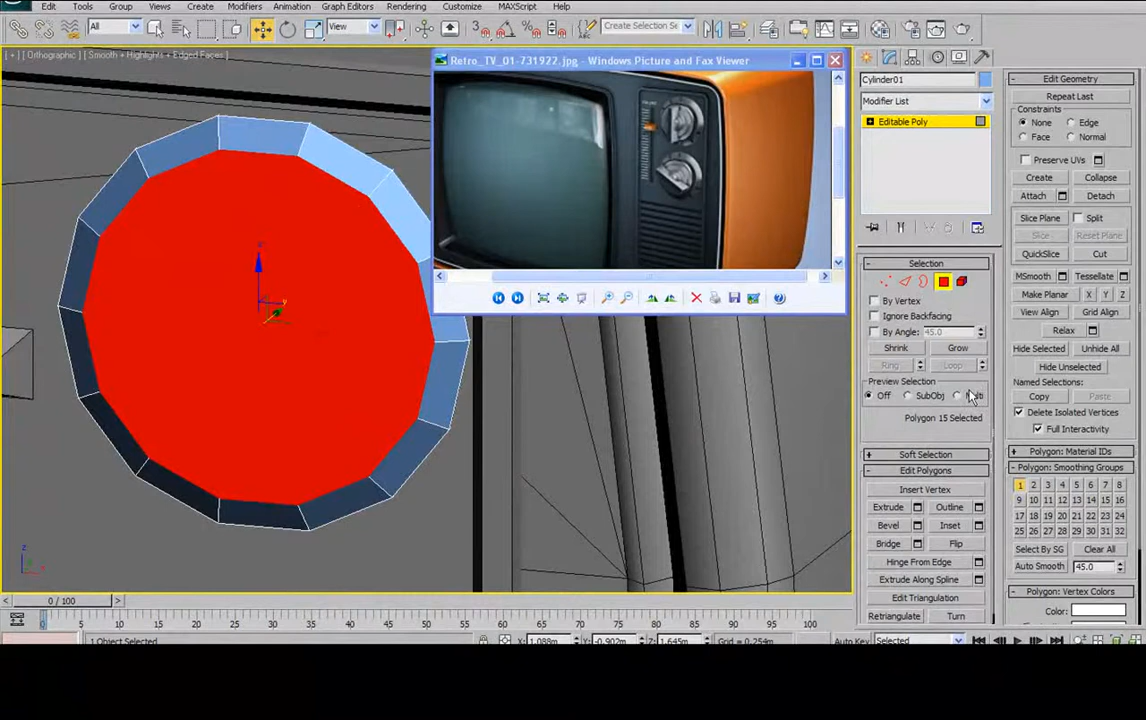 Edit Tools Group Views Create Modifiers Animation Graph Editors Rendering Customize MAXScript Help
All View Create Selection Se
[ + ] [ Orthographic ] [ Smooth + Highlights + Edged Faces ]
Retro_TV_01-731922.jpg - Windows Picture and Fax Viewer
Cylinder01
Modifier List
Editable Poly
Selection
By Vertex
Ignore Backfacing
By Angle: 45.0
Shrink Grow
Ring Loop
Preview Selection
Off SubObj Multi
Polygon 15 Selected
Soft Selection
Edit Polygons
Insert Vertex
Extrude Outline
Bevel Inset
Bridge Flip
Hinge From Edge
Extrude Along Spline
Edit Triangulation
Retriangulate Turn
Edit Geometry
Repeat Last
Constraints
None Edge
Face Normal
Preserve UVs
Create Collapse
Attach Detach
Slice Plane Split
Slice Reset Plane
QuickSlice Cut
MSmooth Tessellate
Make Planar X Y Z
View Align Grid Align
Relax
Hide Selected Unhide All
Hide Unselected
Named Selections:
Copy Paste
Delete Isolated Vertices
Full Interactivity
Polygon: Material IDs
Polygon: Smoothing Groups
1 2 3 4 5 6 7 8
9 10 11 12 13 14 15 16
17 18 19 20 21 22 23 24
25 26 27 28 29 30 31 32
Select By SG Clear All
Auto Smooth 45.0
Polygon: Vertex Colors
Color:
0 / 100
0 5 10 15 20 25 30 35 40 45 50 55 60 65 70 75 80 85 90 95 100
1 Object Selected X: 1.088m Y: -0.902m Z: 1.645m Grid = 0.254m Auto Key Selected